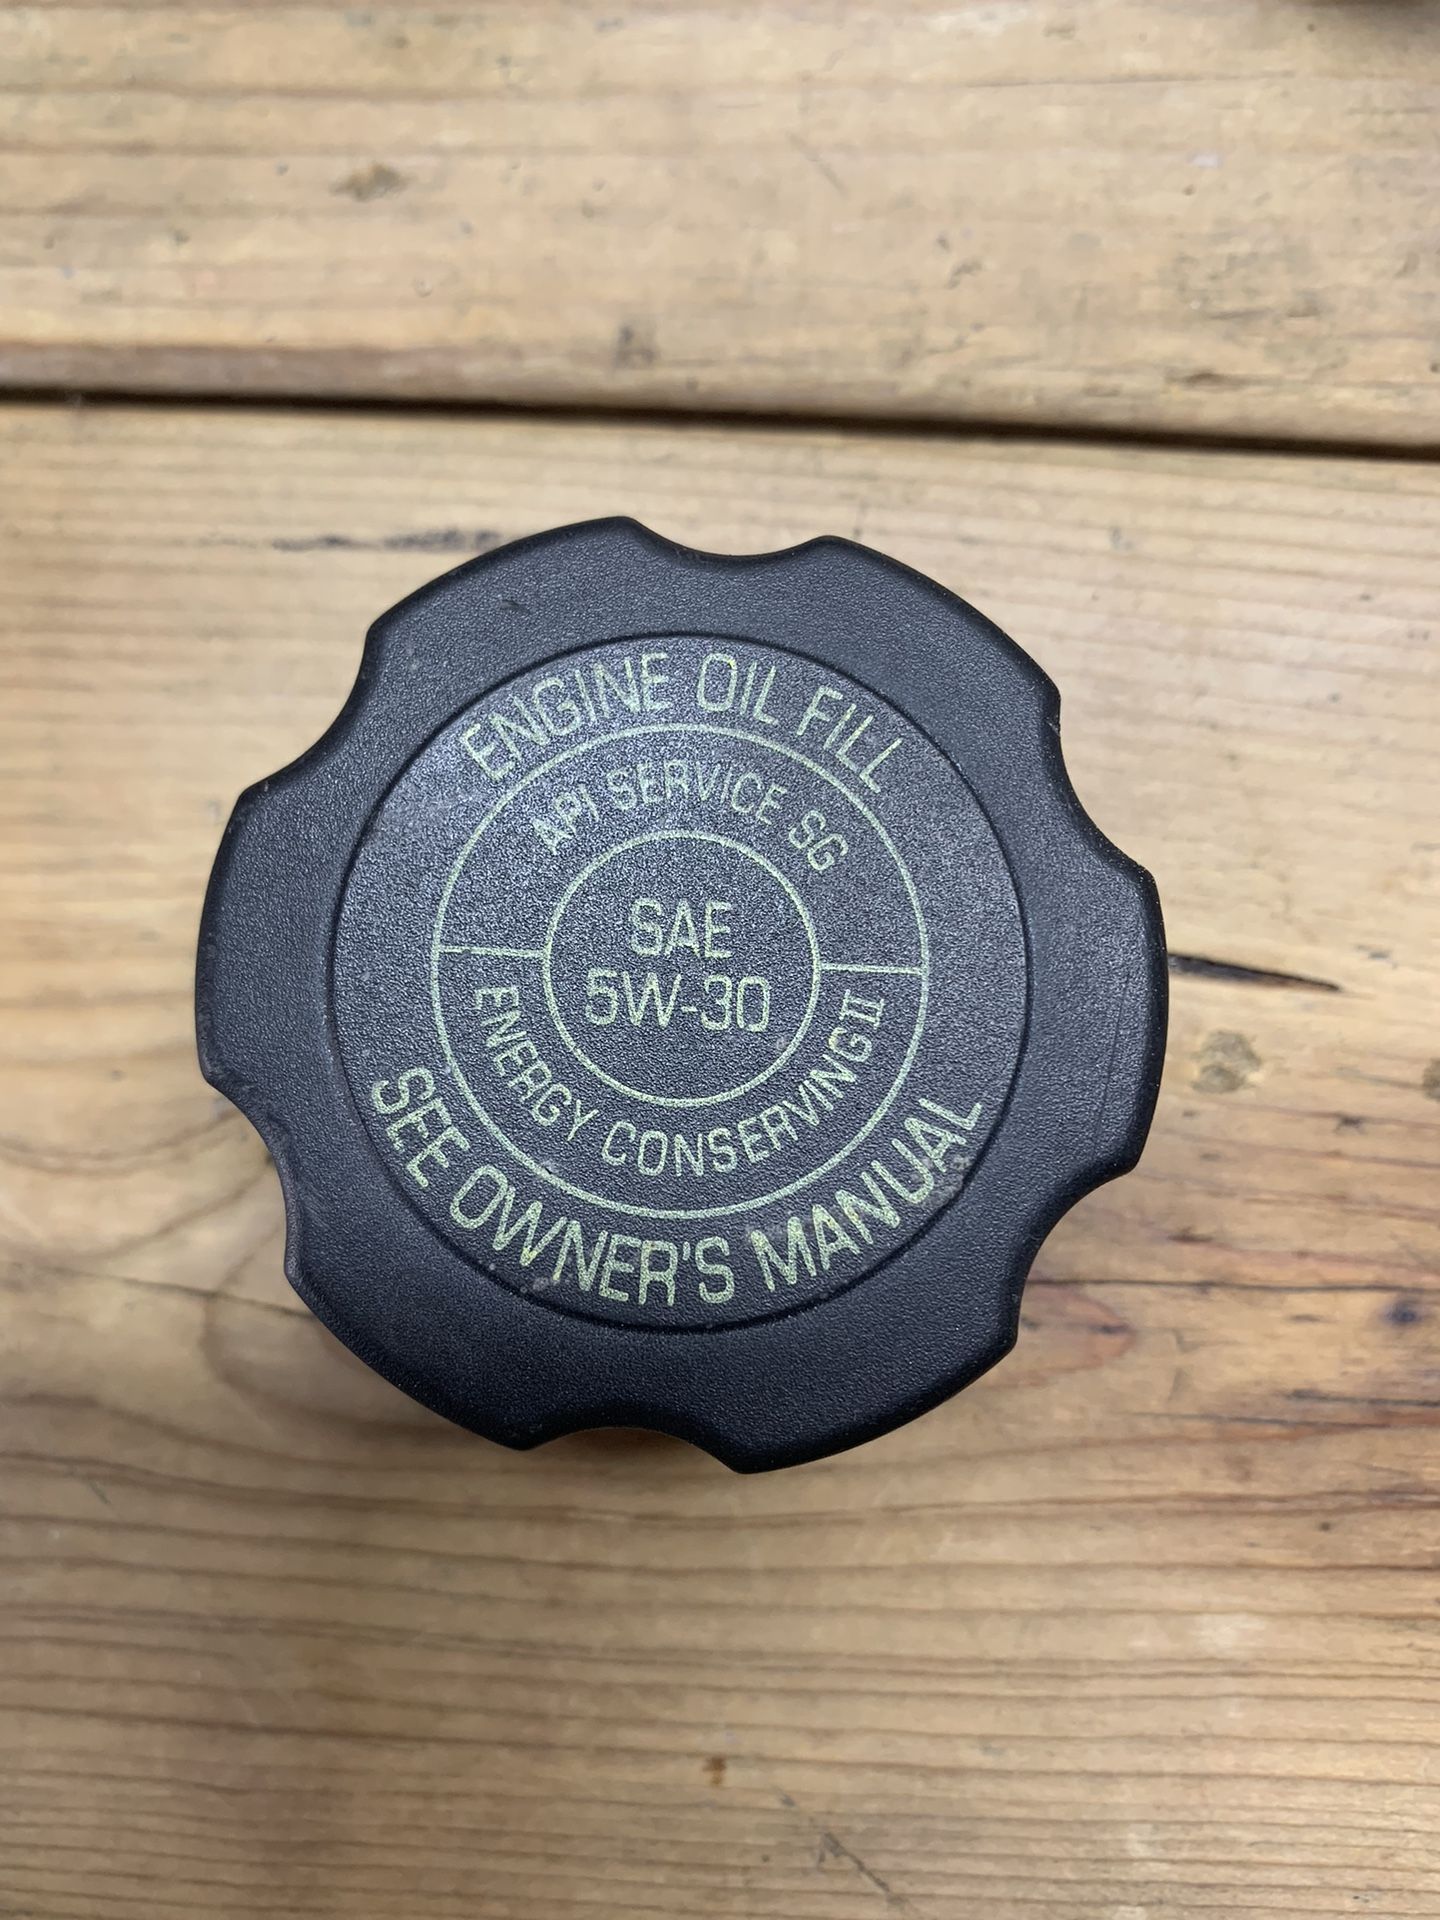 ENGINE OIL FILL
API SERVICE SG
SAE
5W-30
ENERGY CONSERVING II
SEE OWNER'S MANUAL